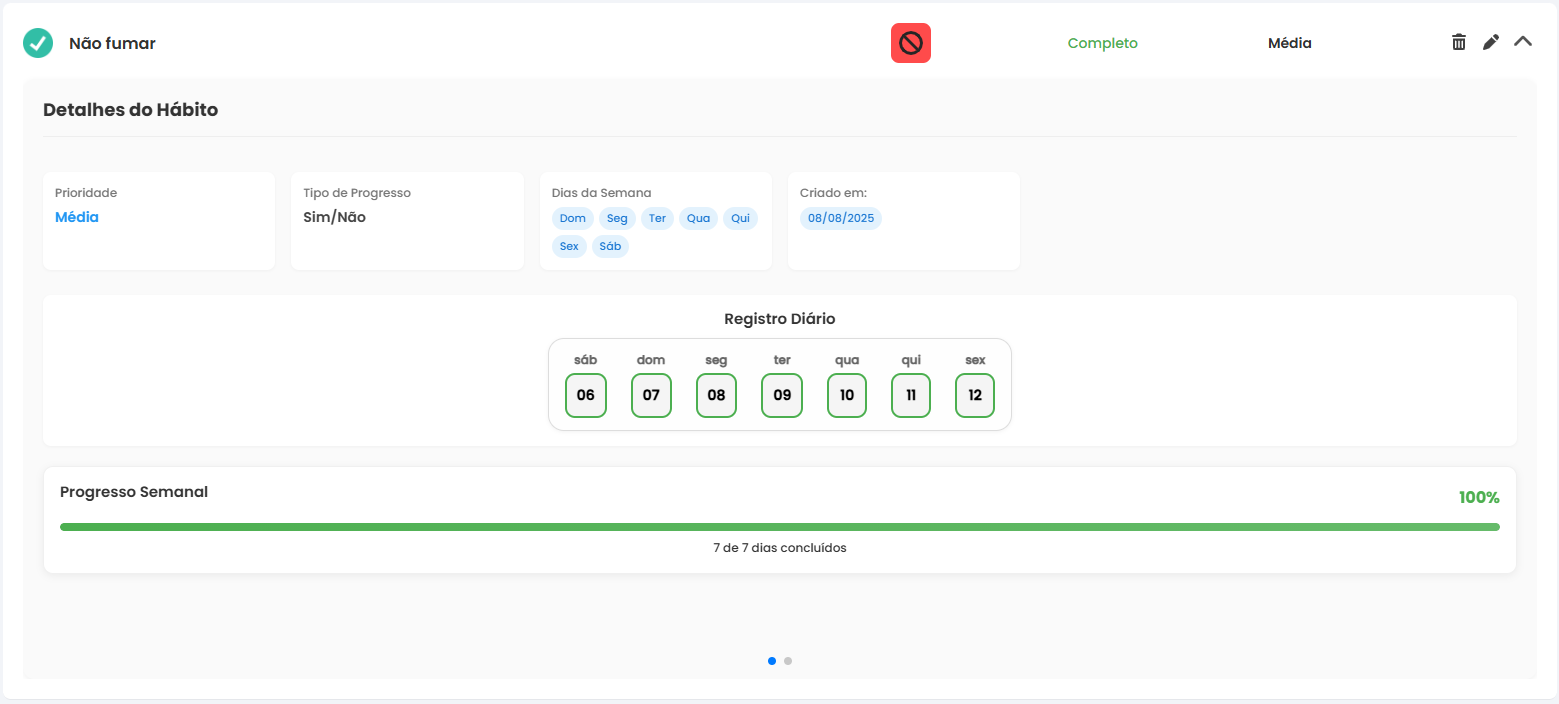 Não fumar
Completo
Média
Detalhes do Hábito
Prioridade
Média
Tipo de Progresso
Sim/Não
Dias da Semana
Dom Seg Ter Qua Qui
Sex Sáb
Criado em:
08/08/2025
Registro Diário
sáb dom seg ter qua qui sex
06 07 08 09 10 11 12
Progresso Semanal
100%
7 de 7 dias concluídos